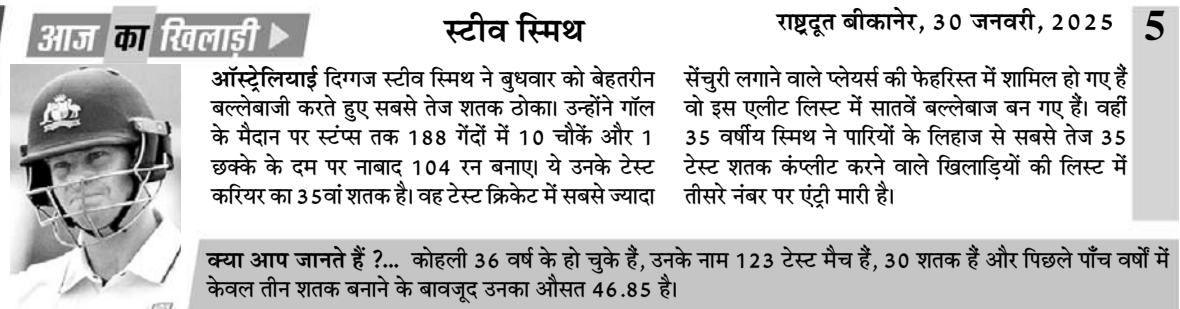 आज का खिलाड़ी
स्टीव स्मिथ
राष्ट्रदूत बीकानेर, 30 जनवरी, 2025
5
ऑस्ट्रेलियाई दिग्गज स्टीव स्मिथ ने बुधवार को बेहतरीन
बल्लेबाजी करते हुए सबसे तेज शतक ठोका। उन्होंने गॉल
के मैदान पर स्टंप्स तक 188 गेंदों में 10 चौकें और 1
छक्के के दम पर नाबाद 104 रन बनाए। ये उनके टेस्ट
करियर का 35वां शतक है। वह टेस्ट क्रिकेट में सबसे ज्यादा
सेंचुरी लगाने वाले प्लेयर्स की फेहरिस्त में शामिल हो गए हैं
वो इस एलीट लिस्ट में सातवें बल्लेबाज बन गए हैं। वहीं
35 वर्षीय स्मिथ ने पारियों के लिहाज से सबसे तेज 35
टेस्ट शतक कंप्लीट करने वाले खिलाड़ियों की लिस्ट में
तीसरे नंबर पर एंट्री मारी है।
क्या आप जानते हैं ?... कोहली 36 वर्ष के हो चुके हैं, उनके नाम 123 टेस्ट मैच हैं, 30 शतक हैं और पिछले पाँच वर्षों में
केवल तीन शतक बनाने के बावजूद उनका औसत 46.85 है।